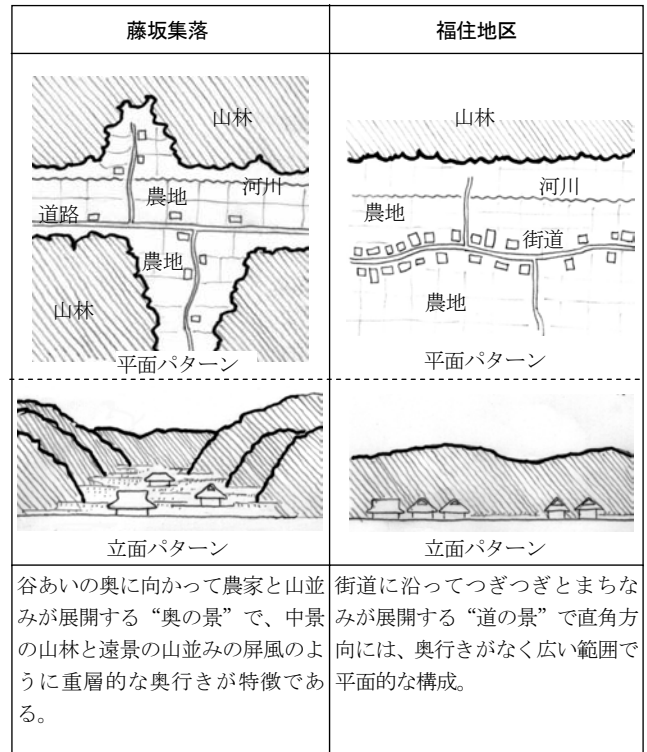 藤坂集落
福住地区
山林
河川
農地
道路
農地
山林
平面パターン
山林
河川
農地
街道
農地
平面パターン
立面パターン
立面パターン
谷あいの奥に向かって農家と山並
みが展開する“奥の景”で、中景
の山林と遠景の山並みの屏風のよ
うに重層的な奥行きが特徴であ
る。
街道に沿ってつぎつぎとまちな
みが展開する“道の景”で直角方
向には、奥行きがなく広い範囲で
平面的な構成。